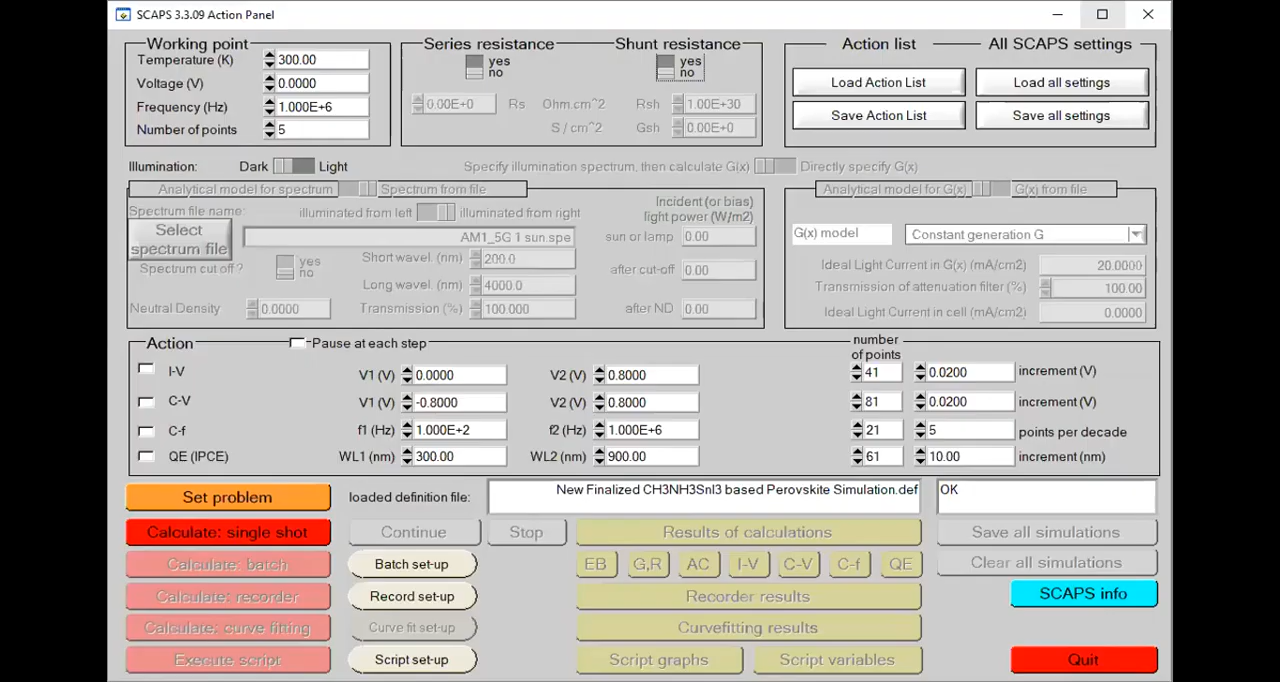 SCAPS 3.3.09 Action Panel
Working point
Temperature (K) 300.00
Voltage (V) 0.0000
Frequency (Hz) 1.000E+6
Number of points 5
Series resistance
yes
no
Shunt resistance
yes
no
0.00E+0 Rs Ohm.cm^2 Rsh 1.00E+30
S / cm^2 Gsh 0.00E+0
Action list
All SCAPS settings
Load Action List
Load all settings
Save Action List
Save all settings
Illumination: Dark Light
Specify illumination spectrum, then calculate G(x) Directly specify G(x)
Analytical model for spectrum Spectrum from file
Spectrum file name: illuminated from left illuminated from right
Select
spectrum file
AM1_5G 1 sun.spe
Spectrum cut off ? yes
no
Short wavel. (nm) 200.0
Long wavel. (nm) 4000.0
Neutral Density 0.0000
Transmission (%) 100.000
Incident (or bias)
light power (W/m2)
sun or lamp 0.00
after cut-off 0.00
after ND 0.00
Analytical model for G(x) G(x) from file
G(x) model Constant generation G
Ideal Light Current in G(x) (mA/cm2) 20.0000
Transmission of attenuation filter (%) 100.00
Ideal Light Current in cell (mA/cm2) 0.0000
Action Pause at each step
number
of points
I-V V1 (V) 0.0000 V2 (V) 0.8000 41 0.0200 increment (V)
C-V V1 (V) -0.8000 V2 (V) 0.8000 81 0.0200 increment (V)
C-f f1 (Hz) 1.000E+2 f2 (Hz) 1.000E+6 21 5 points per decade
QE (IPCE) WL1 (nm) 300.00 WL2 (nm) 900.00 61 10.00 increment (nm)
Set problem loaded definition file: New Finalized CH3NH3SnI3 based Perovskite Simulation.def OK
Calculate: single shot Continue Stop Results of calculations Save all simulations
Calculate: batch Batch set-up EB G,R AC I-V C-V C-f QE Clear all simulations
Calculate: recorder Record set-up Recorder results SCAPS info
Calculate: curve fitting Curve fit set-up Curvefitting results
Execute script Script set-up Script graphs Script variables Quit